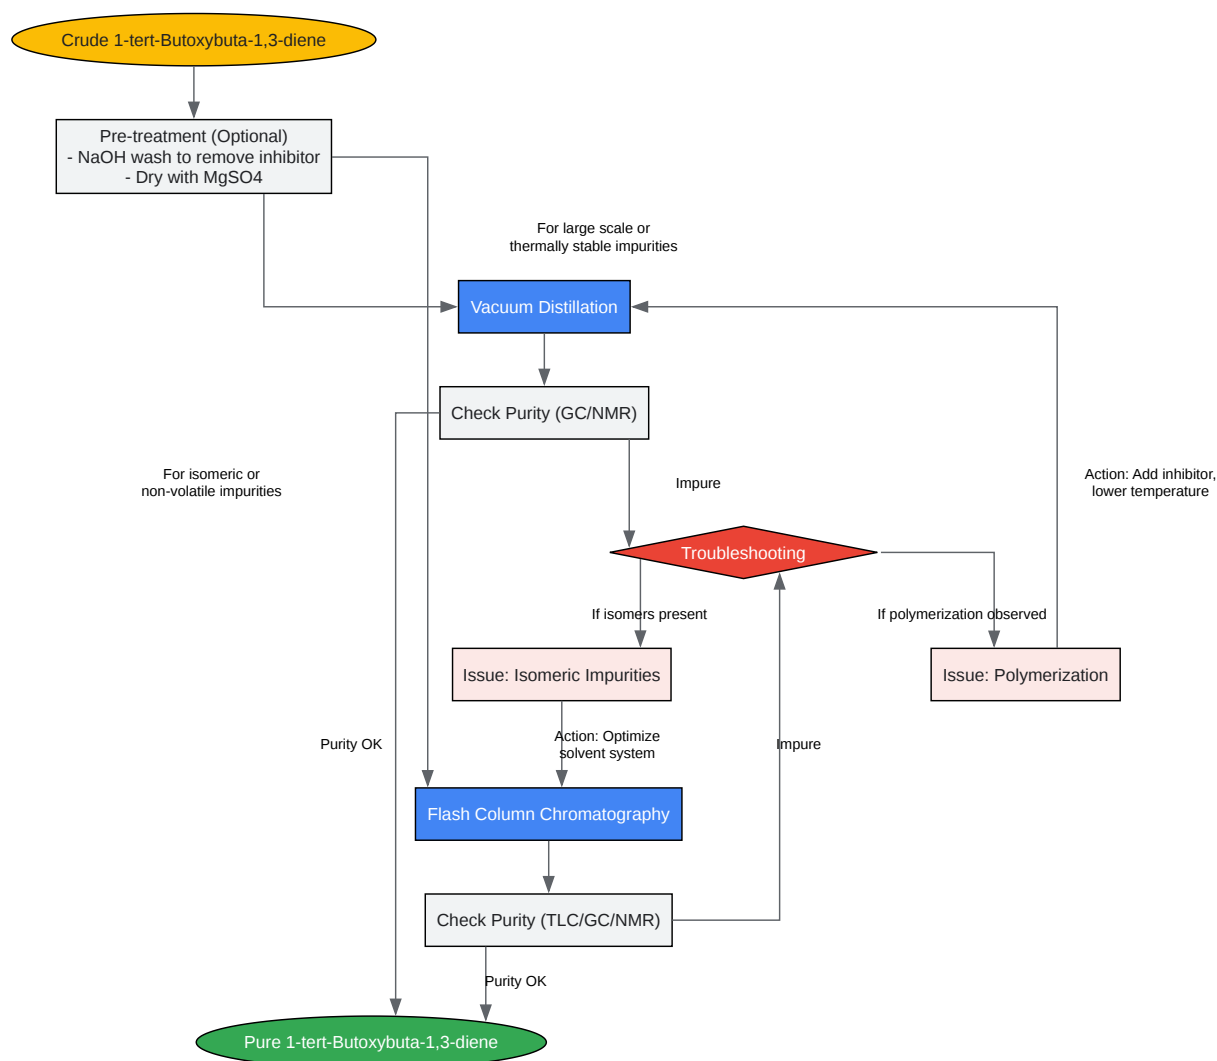 Crude 1-tert-Butoxybuta-1,3-diene
Pre-treatment (Optional)
- NaOH wash to remove inhibitor
- Dry with MgSO4
For large scale or
thermally stable impurities
Vacuum Distillation
Check Purity (GC/NMR)
For isomeric or
non-volatile impurities
Impure
Action: Add inhibitor,
lower temperature
Troubleshooting
If isomers present
If polymerization observed
Issue: Isomeric Impurities
Issue: Polymerization
Purity OK
Action: Optimize
solvent system
Impure
Flash Column Chromatography
Check Purity (TLC/GC/NMR)
Purity OK
Pure 1-tert-Butoxybuta-1,3-diene